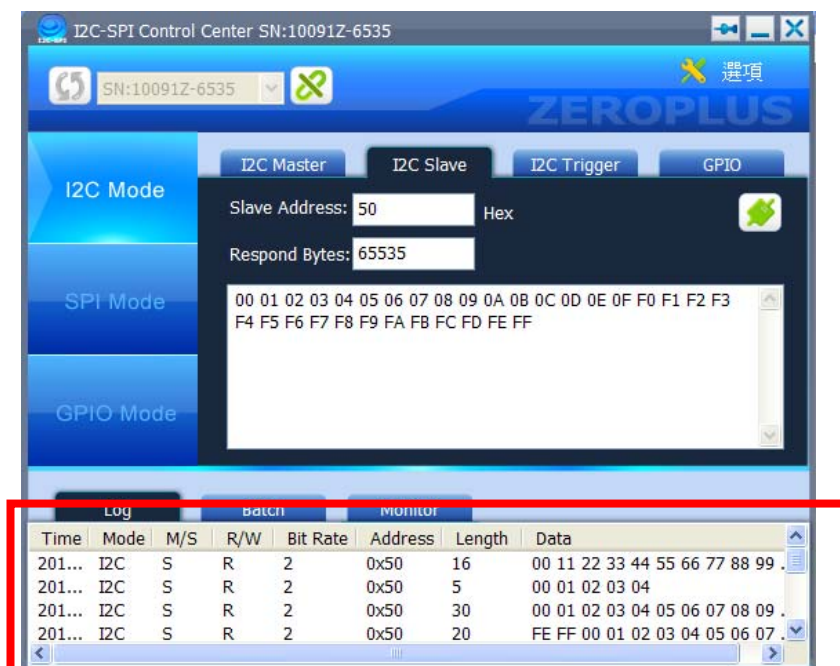 I2C-SPI Control Center SN:10091Z-6535
SN:10091Z-6535
選項
ZEROPLUS
I2C Master I2C Slave I2C Trigger GPIO
I2C Mode
Slave Address: 50 Hex
Respond Bytes: 65535
SPI Mode
00 01 02 03 04 05 06 07 08 09 0A 0B 0C 0D 0E 0F F0 F1 F2 F3
F4 F5 F6 F7 F8 F9 FA FB FC FD FE FF
GPIO Mode
Log Batch Monitor
Time Mode M/S R/W Bit Rate Address Length Data
201... I2C S R 2 0x50 16 00 11 22 33 44 55 66 77 88 99 .
201... I2C S R 2 0x50 5 00 01 02 03 04
201... I2C S R 2 0x50 30 00 01 02 03 04 05 06 07 08 09 .
201... I2C S R 2 0x50 20 FE FF 00 01 02 03 04 05 06 07 .